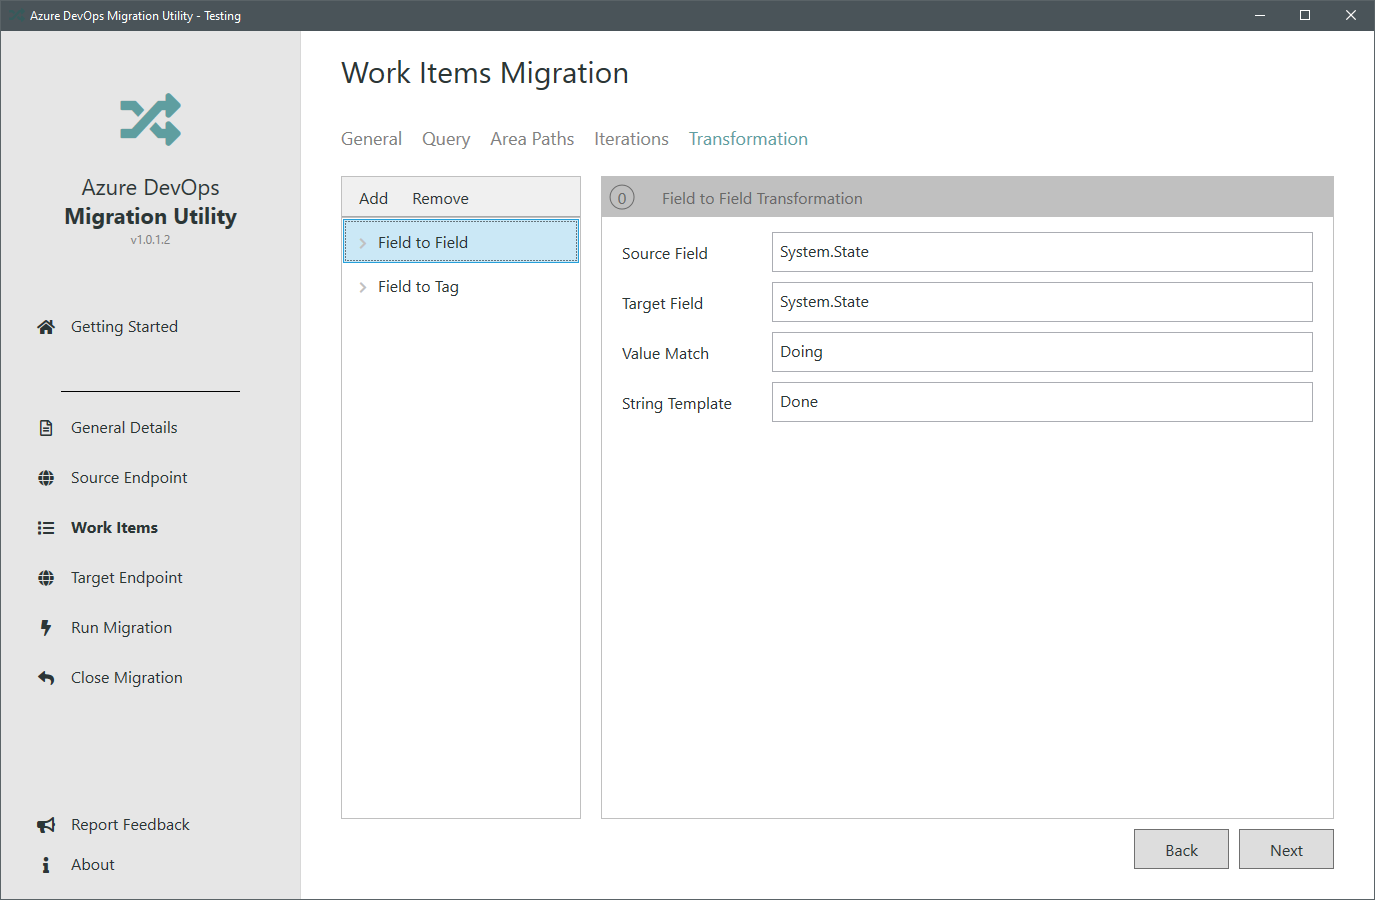 Azure DevOps Migration Utility - Testing
Azure DevOps
Migration Utility
v1.0.1.2
Getting Started
General Details
Source Endpoint
Work Items
Target Endpoint
Run Migration
Close Migration
Report Feedback
About
Work Items Migration
General Query Area Paths Iterations Transformation
Add Remove
Field to Field
Field to Tag
0 Field to Field Transformation
Source Field System.State
Target Field System.State
Value Match Doing
String Template Done
Back Next